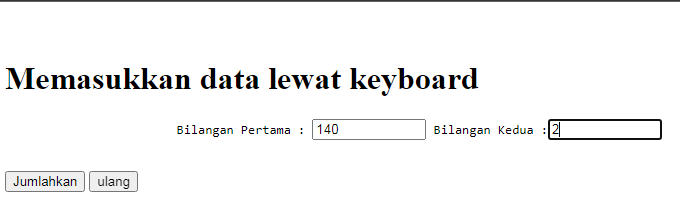 Memasukkan data lewat keyboard
Bilangan Pertama : 140 Bilangan Kedua : 2
Jumlahkan ulang